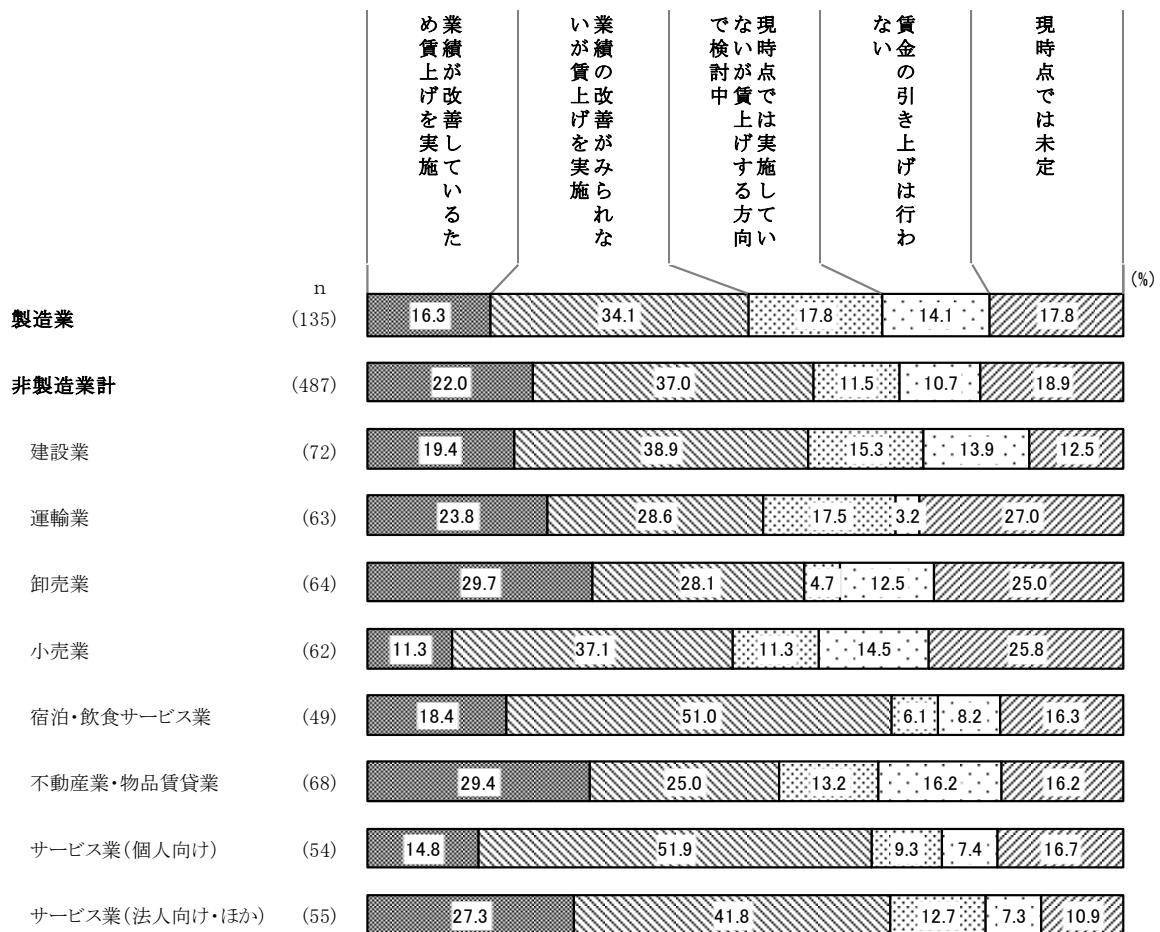 業績が改善しているた
め賃上げを実施
業績の改善がみられな
いが賃上げを実施
現時点では実施してい
ないが賃上げする方向
で検討中
賃金の引き上げは行わ
ない
現時点では未定
(%)
n
製造業 (135) 16.3 34.1 17.8 14.1 17.8
非製造業計 (487) 22.0 37.0 11.5 10.7 18.9
建設業 (72) 19.4 38.9 15.3 13.9 12.5
運輸業 (63) 23.8 28.6 17.5 3.2 27.0
卸売業 (64) 29.7 28.1 4.7 12.5 25.0
小売業 (62) 11.3 37.1 11.3 14.5 25.8
宿泊・飲食サービス業 (49) 18.4 51.0 6.1 8.2 16.3
不動産業・物品賃貸業 (68) 29.4 25.0 13.2 16.2 16.2
サービス業(個人向け) (54) 14.8 51.9 9.3 7.4 16.7
サービス業(法人向け・ほか) (55) 27.3 41.8 12.7 7.3 10.9